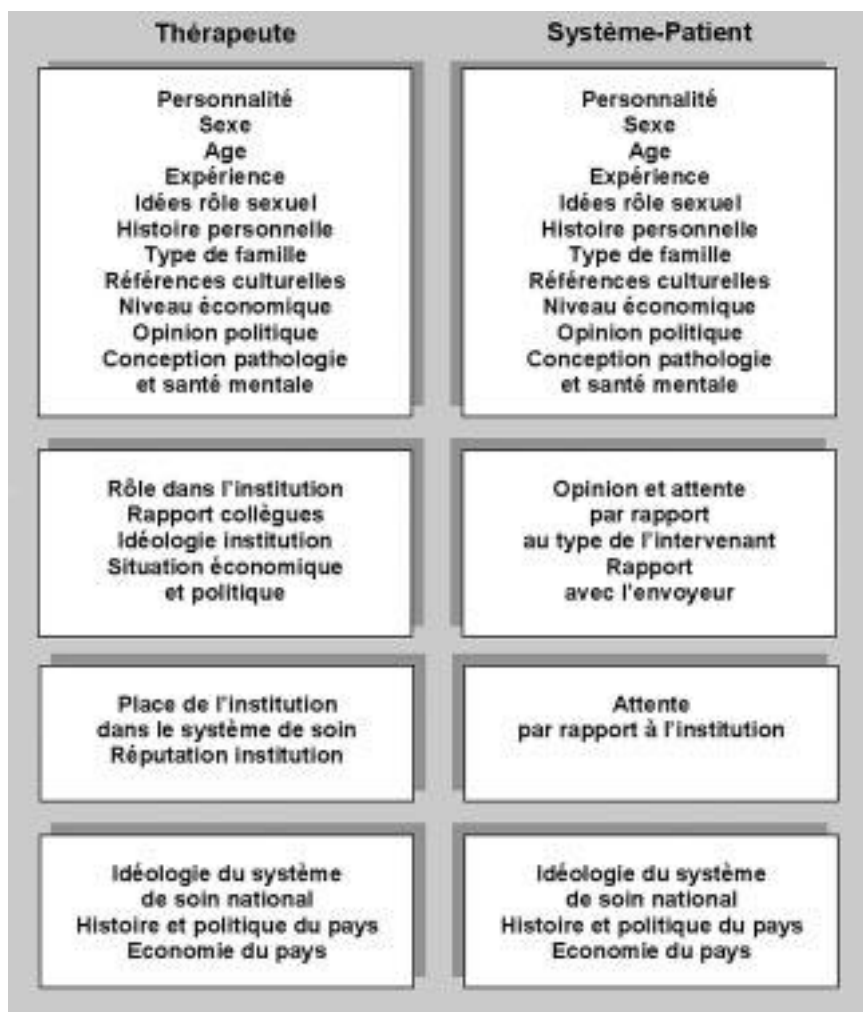 Thérapeute
Système-Patient
Personnalité
Sexe
Age
Expérience
Idées rôle sexuel
Histoire personnelle
Type de famille
Références culturelles
Niveau économique
Opinion politique
Conception pathologie
et santé mentale
Personnalité
Sexe
Age
Expérience
Idées rôle sexuel
Histoire personnelle
Type de famille
Références culturelles
Niveau économique
Opinion politique
Conception pathologie
et santé mentale
Rôle dans l'institution
Rapport collègues
Idéologie institution
Situation économique
et politique
Opinion et attente
par rapport
au type de l'intervenant
Rapport
avec l'envoyeur
Place de l'institution
dans le système de soin
Réputation institution
Attente
par rapport à l'institution
Idéologie du système
de soin national
Histoire et politique du pays
Economie du pays
Idéologie du système
de soin national
Histoire et politique du pays
Economie du pays